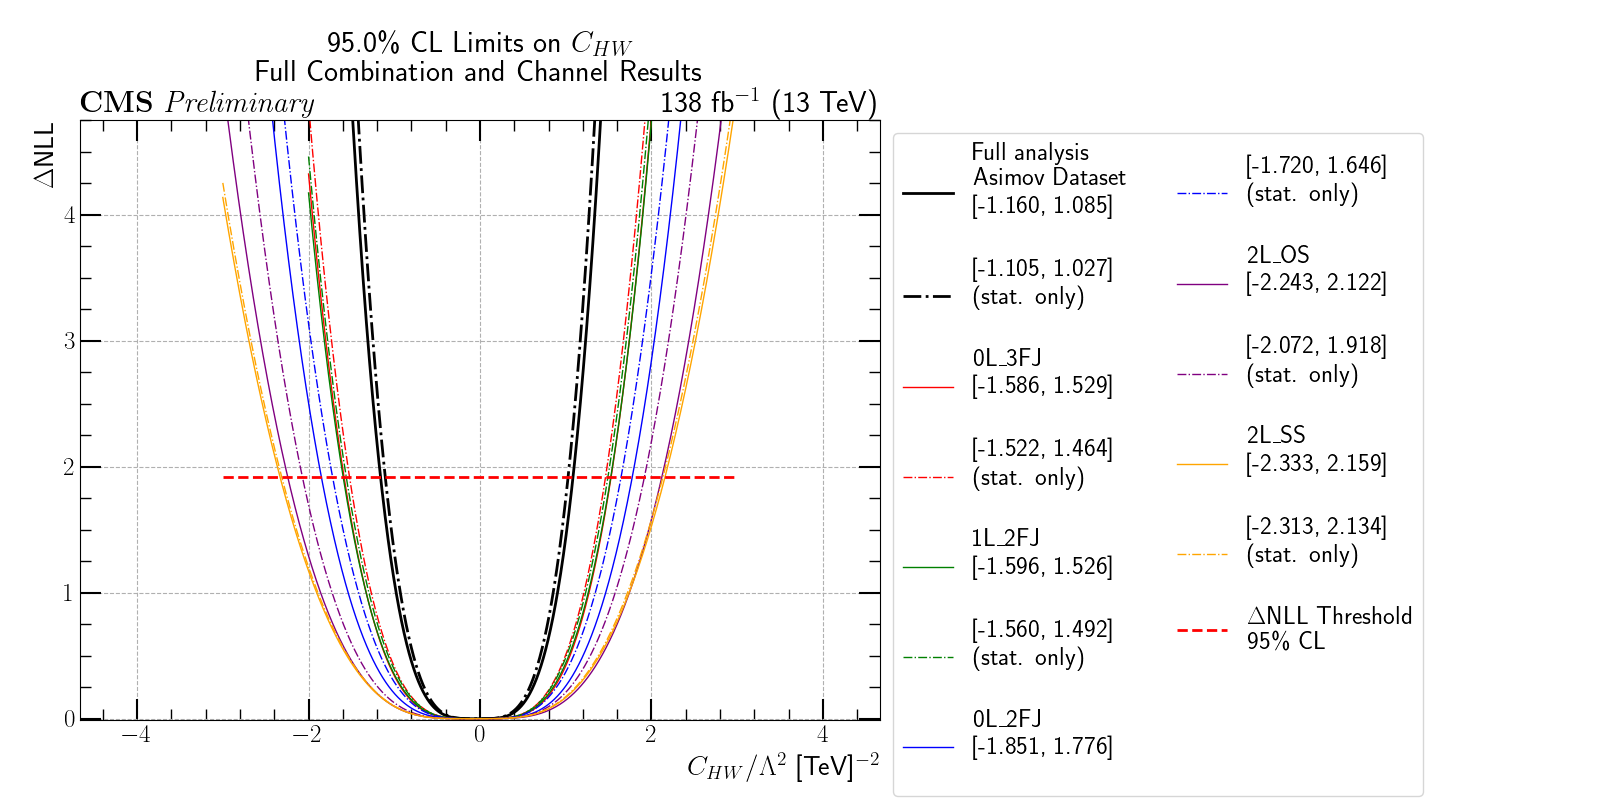 95.0% CL Limits on C_{HW}
Full Combination and Channel Results
CMS Preliminary
138 fb^{-1} (13 TeV)
ΔNLL
4
3
2
1
0
−4
−2
0
2
4
C_{HW}/Λ^2 [TeV]^{-2}
Full analysis
Asimov Dataset
[-1.160, 1.085]
[-1.105, 1.027]
(stat. only)
0L_3FJ
[-1.586, 1.529]
[-1.522, 1.464]
(stat. only)
1L_2FJ
[-1.596, 1.526]
[-1.560, 1.492]
(stat. only)
0L_2FJ
[-1.851, 1.776]
[-1.720, 1.646]
(stat. only)
2L_OS
[-2.243, 2.122]
[-2.072, 1.918]
(stat. only)
2L_SS
[-2.333, 2.159]
[-2.313, 2.134]
(stat. only)
ΔNLL Threshold
95% CL